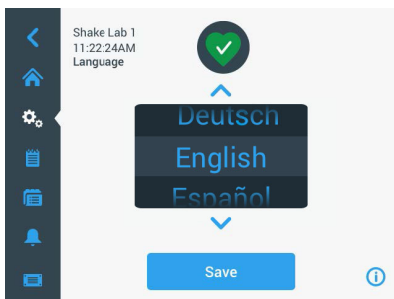 Shake Lab 1
11:22:24AM
Language
Deutsch
English
Español
Save